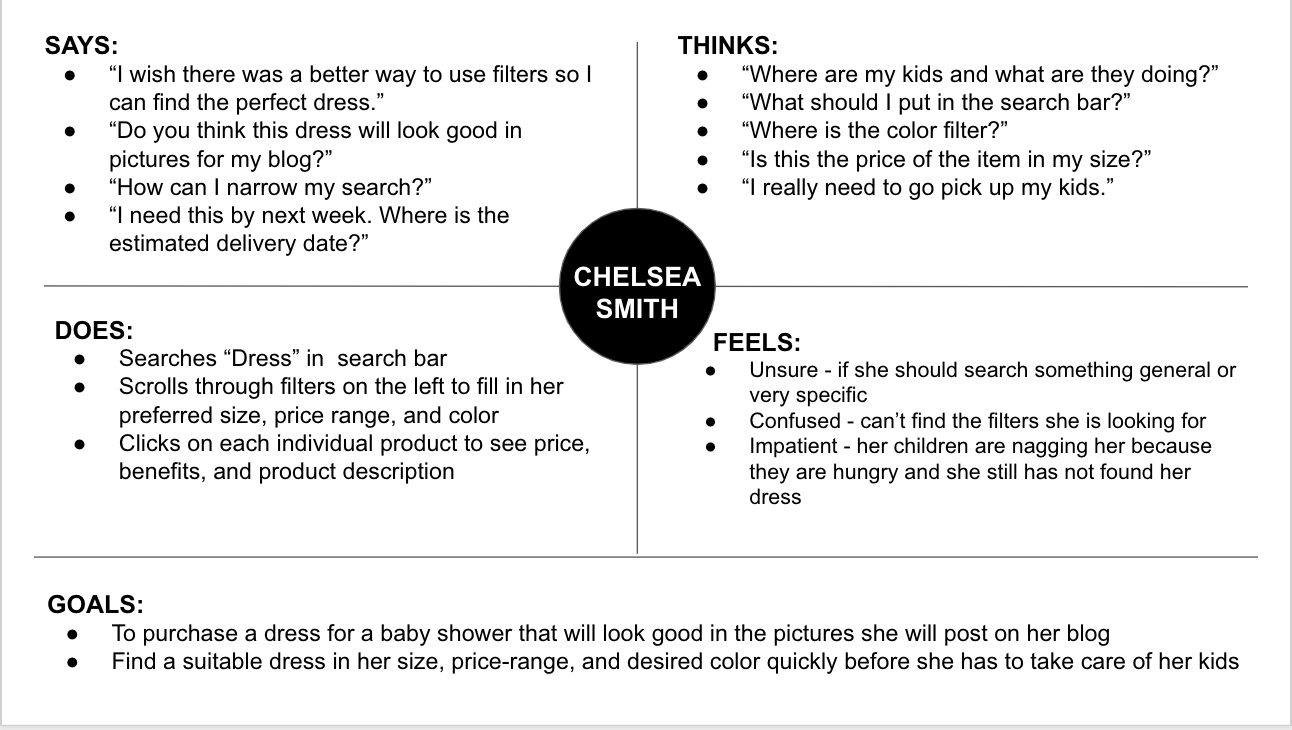 SAYS:
● “I wish there was a better way to use filters so I
can find the perfect dress.”
● “Do you think this dress will look good in
pictures for my blog?”
● “How can I narrow my search?”
● “I need this by next week. Where is the
estimated delivery date?”
THINKS:
● “Where are my kids and what are they doing?”
● “What should I put in the search bar?”
● “Where is the color filter?”
● “Is this the price of the item in my size?”
● “I really need to go pick up my kids.”
CHELSEA
SMITH
DOES:
● Searches “Dress” in  search bar
● Scrolls through filters on the left to fill in her
preferred size, price range, and color
● Clicks on each individual product to see price,
benefits, and product description
FEELS:
● Unsure - if she should search something general or
very specific
● Confused - can’t find the filters she is looking for
● Impatient - her children are nagging her because
they are hungry and she still has not found her
dress
GOALS:
● To purchase a dress for a baby shower that will look good in the pictures she will post on her blog
● Find a suitable dress in her size, price-range, and desired color quickly before she has to take care of her kids